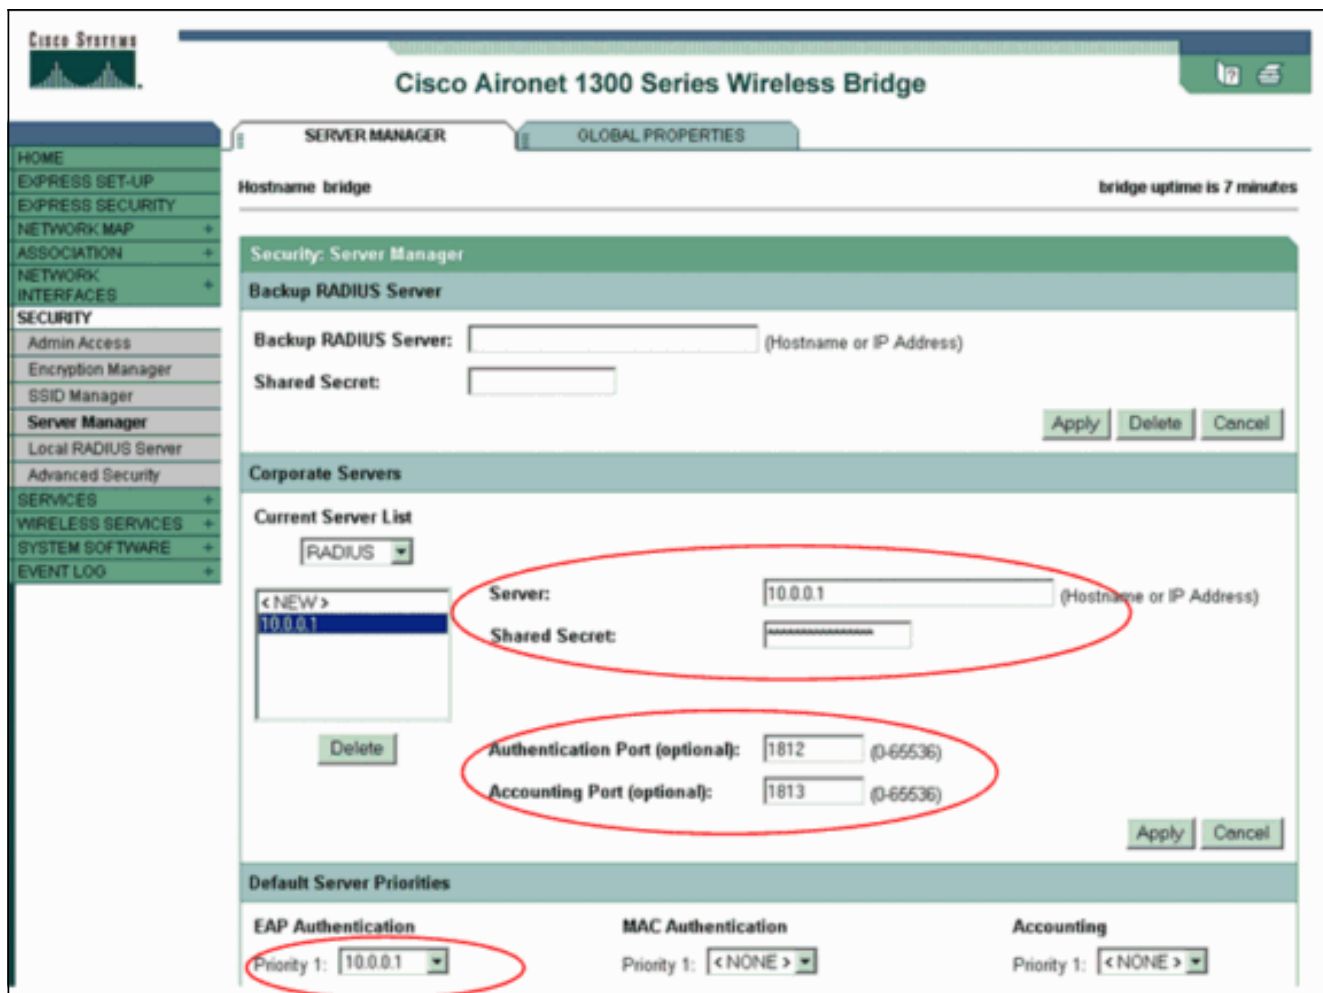 CISCO SYSTEMS
Cisco Aironet 1300 Series Wireless Bridge
SERVER MANAGER
GLOBAL PROPERTIES
HOME
EXPRESS SET-UP
EXPRESS SECURITY
NETWORK MAP +
ASSOCIATION +
NETWORK
INTERFACES +
SECURITY
Admin Access
Encryption Manager
SSID Manager
Server Manager
Local RADIUS Server
Advanced Security
SERVICES +
WIRELESS SERVICES +
SYSTEM SOFTWARE +
EVENT LOG +
Hostname bridge
bridge uptime is 7 minutes
Security: Server Manager
Backup RADIUS Server
Backup RADIUS Server: (Hostname or IP Address)
Shared Secret:
Apply Delete Cancel
Corporate Servers
Current Server List
RADIUS
< NEW >
10.0.0.1
Delete
Server: 10.0.0.1 (Hostname or IP Address)
Shared Secret:
Authentication Port (optional): 1812 (0-65536)
Accounting Port (optional): 1813 (0-65536)
Apply Cancel
Default Server Priorities
EAP Authentication
Priority 1: 10.0.0.1
MAC Authentication
Priority 1: < NONE >
Accounting
Priority 1: < NONE >